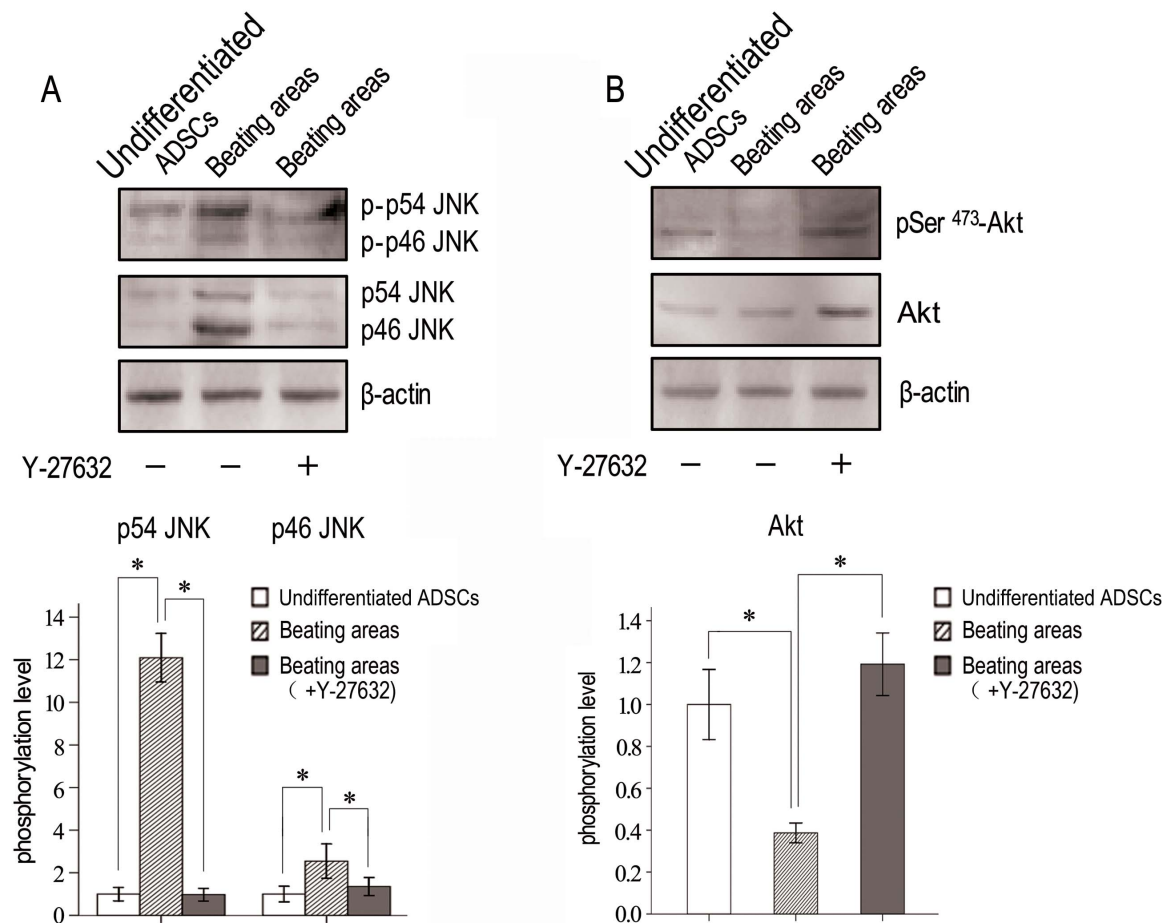 A
Undifferentiated
ADSCs
Beating areas
Beating areas
p-p54 JNK
p-p46 JNK
p54 JNK
p46 JNK
β-actin
Y-27632 – – +
p54 JNK p46 JNK
* *
* *
Undifferentiated ADSCs
Beating areas
Beating areas
( +Y-27632)
phosphorylation level
14
12
10
8
6
4
2
0
B
Undifferentiated
ADSCs
Beating areas
Beating areas
pSer 473-Akt
Akt
β-actin
Y-27632 – – +
Akt
*
*
Undifferentiated ADSCs
Beating areas
Beating areas
( +Y-27632)
phosphorylation level
1.4
1.2
1.0
0.8
0.6
0.4
0.2
0.0